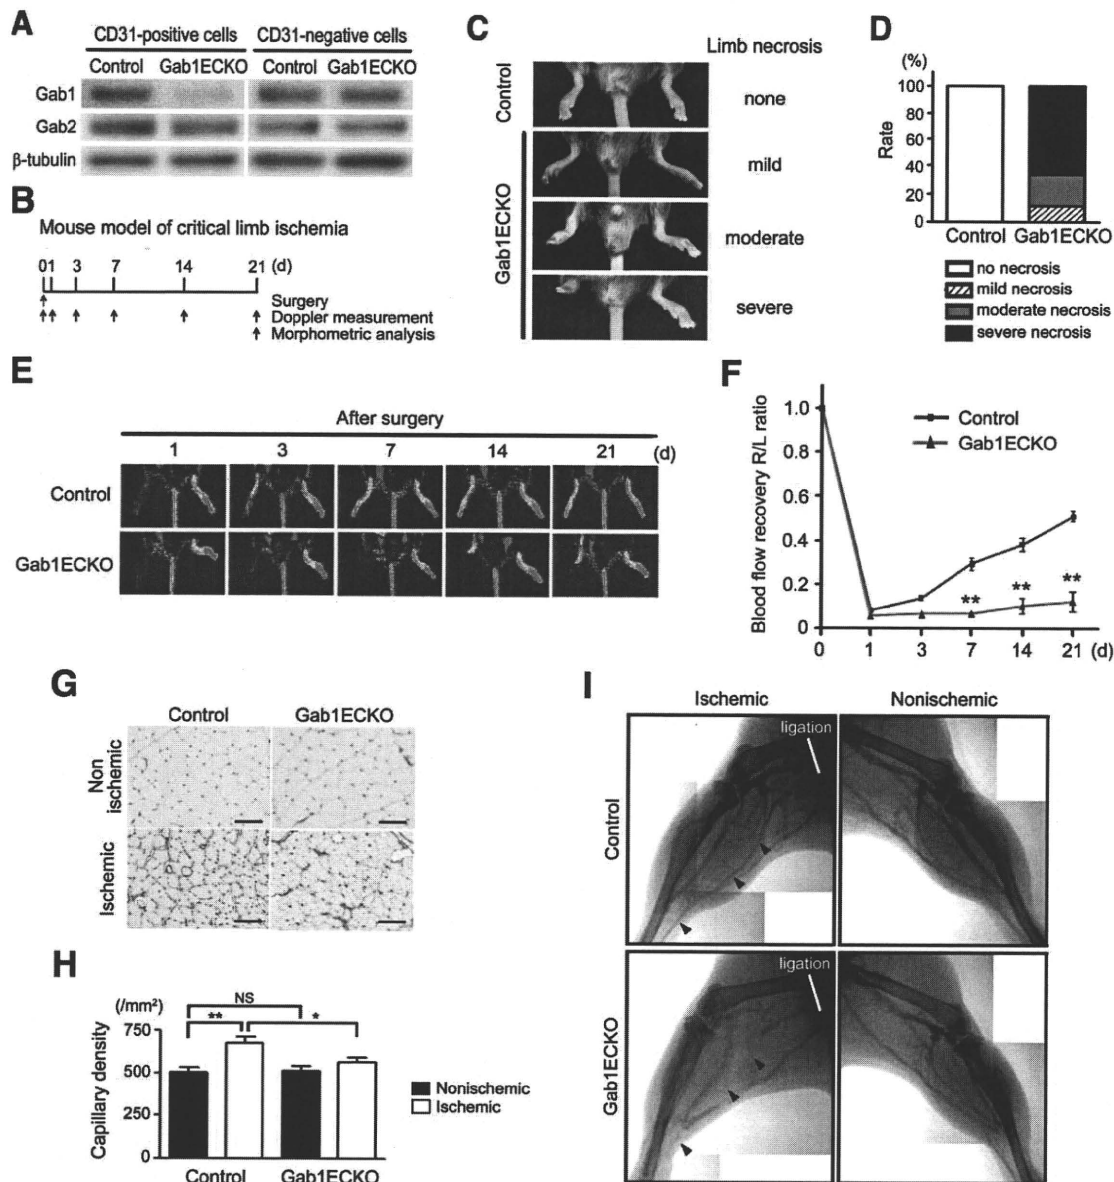 A
CD31-positive cells CD31-negative cells
Control Gab1ECKO Control Gab1ECKO
Gab1
Gab2
β-tubulin
B
Mouse model of critical limb ischemia
0 1 3 7 14 21 (d)
Surgery
Doppler measurement
Morphometric analysis
C
Limb necrosis
Control
none
Gab1ECKO
mild
moderate
severe
D
(%)
100
80
60
40
20
0
Rate
Control Gab1ECKO
no necrosis
mild necrosis
moderate necrosis
severe necrosis
E
After surgery
1 3 7 14 21 (d)
Control
Gab1ECKO
F
Blood flow recovery R/L ratio
1.0
0.8
0.6
0.4
0.2
0
Control
Gab1ECKO
** ** **
0 1 3 7 14 21 (d)
G
Control Gab1ECKO
Non
ischemic
Ischemic
H
(/mm²)
NS
** *
750
500
250
0
Capillary density
Nonischemic
Ischemic
Control Gab1ECKO
I
Ischemic Nonischemic
ligation
Control
ligation
Gab1ECKO